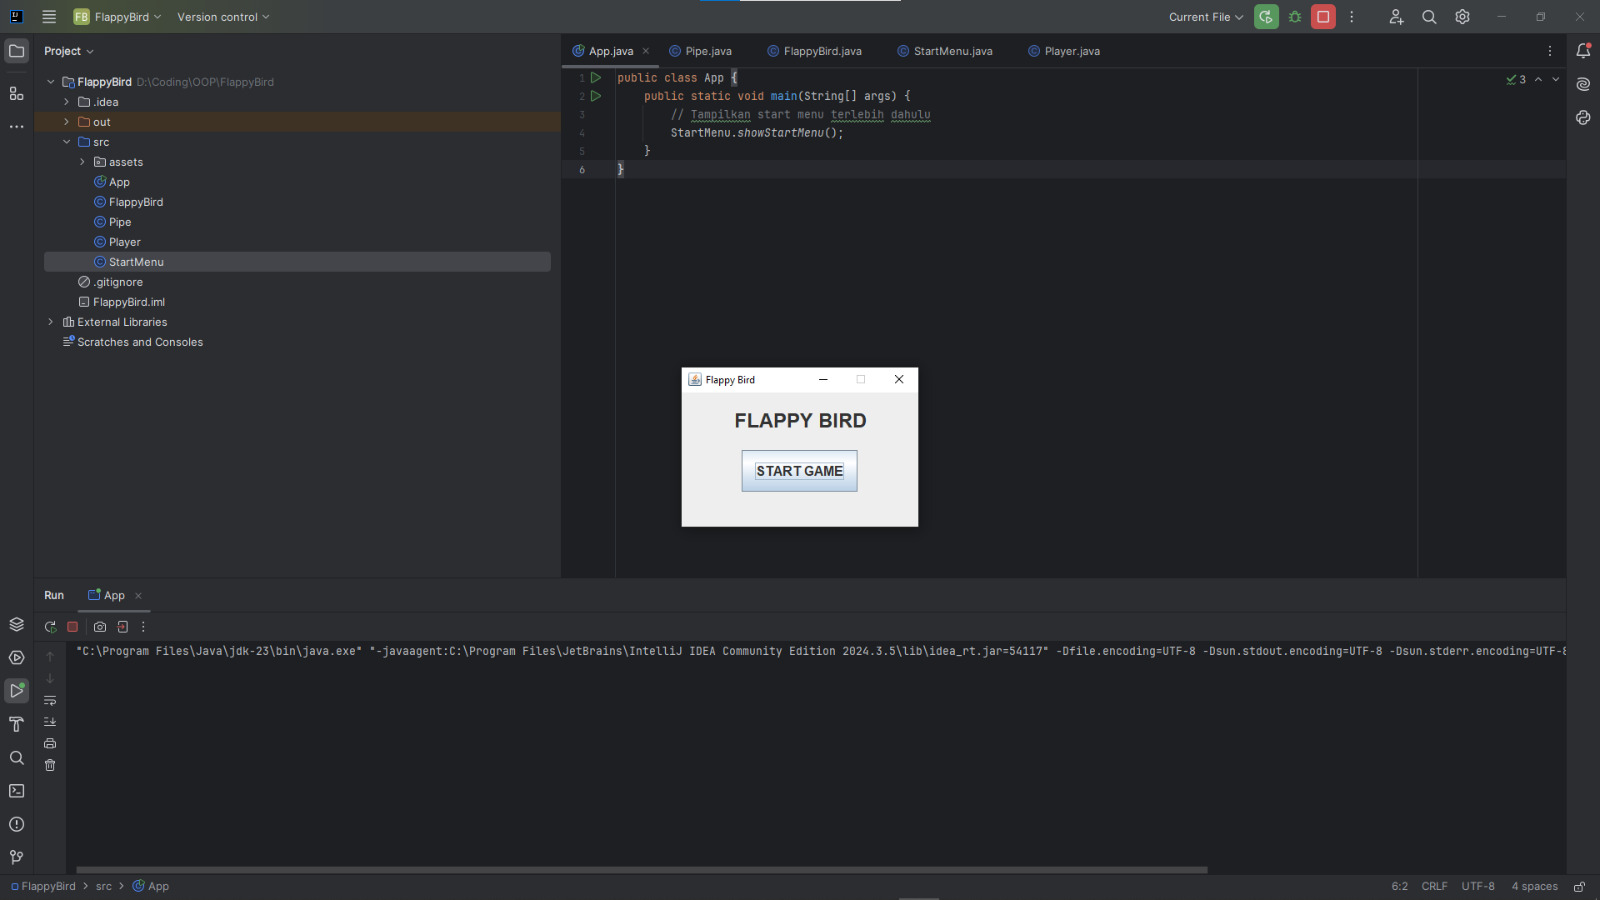 FB FlappyBird Version control
Current File
Project
FlappyBird D:\Coding\OOP\FlappyBird
.idea
out
src
assets
App
FlappyBird
Pipe
Player
StartMenu
.gitignore
FlappyBird.iml
External Libraries
Scratches and Consoles
App.java Pipe.java FlappyBird.java StartMenu.java Player.java
1 public class App {
2 public static void main(String[] args) {
3 // Tampilkan start menu terlebih dahulu
4 StartMenu.showStartMenu();
5 }
6 }
3
Flappy Bird
FLAPPY BIRD
START GAME
Run App
"C:\Program Files\Java\jdk-23\bin\java.exe" "-javaagent:C:\Program Files\JetBrains\IntelliJ IDEA Community Edition 2024.3.5\lib\idea_rt.jar=54117" -Dfile.encoding=UTF-8 -Dsun.stdout.encoding=UTF-8 -Dsun.stderr.encoding=UTF-8
FlappyBird > src > App
6:2 CRLF UTF-8 4 spaces